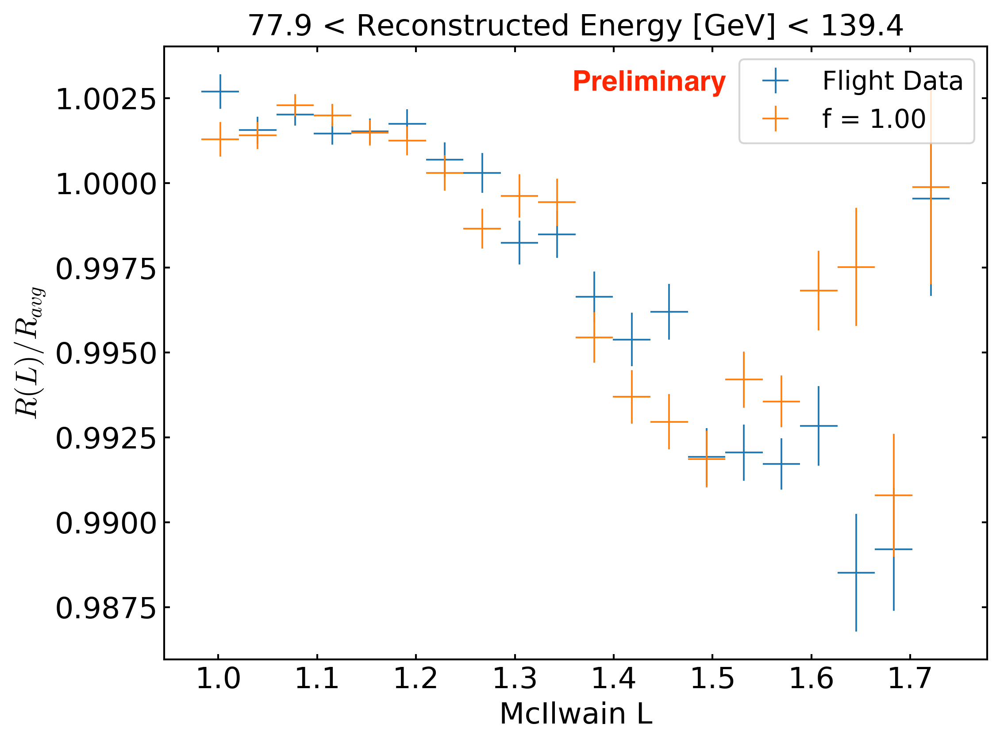 77.9 < Reconstructed Energy [GeV] < 139.4
Preliminary
Flight Data
f = 1.00
1.0025
1.0000
0.9975
0.9950
0.9925
0.9900
0.9875
R(L)/R_avg
1.0 1.1 1.2 1.3 1.4 1.5 1.6 1.7
McIlwain L